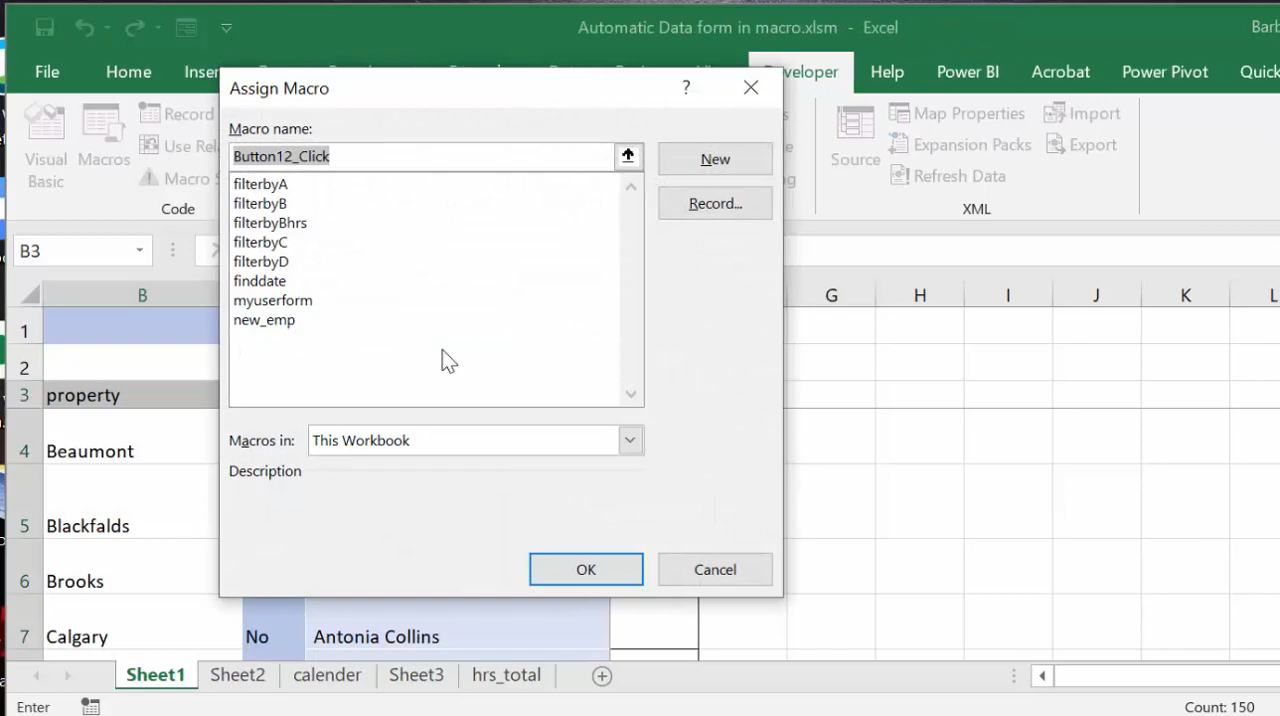 Automatic Data form in macro.xlsm - Excel
Barb
File Home Inser Developer Help Power BI Acrobat Power Pivot Quick
Assign Macro ? 
Macro name:
Button12_Click
New
Record...
filterbyA
filterbyB
filterbyBhrs
filterbyC
filterbyD
finddate
myuserform
new_emp
Macros in: This Workbook
Description
OK Cancel
Visual Basic
Macros
Record
Use Rel
Macro S
Code
Source
Map Properties
Expansion Packs
Refresh Data
Import
Export
XML
B3
B G H I J K L
1
2
3 property
4 Beaumont
5 Blackfalds
6 Brooks
7 Calgary No Antonia Collins
Sheet1 Sheet2 calender Sheet3 hrs_total
Enter
Count: 150